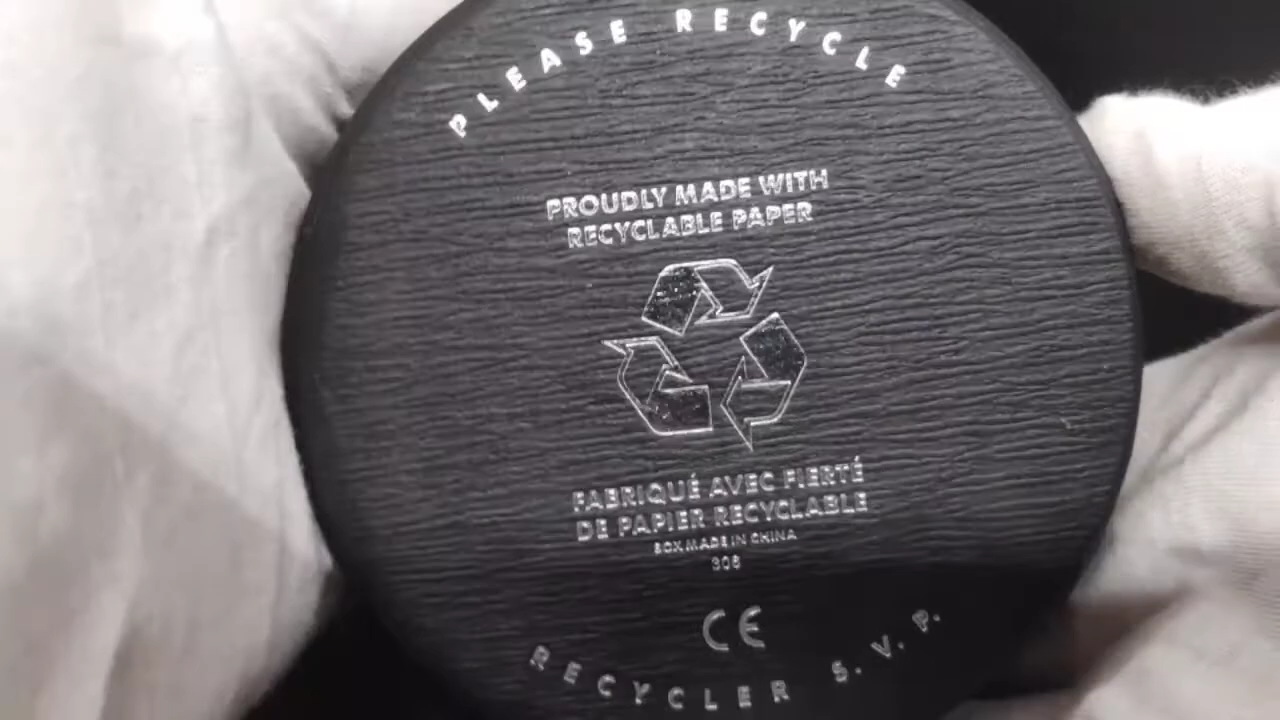 PLEASE RECYCLE
PROUDLY MADE WITH
RECYCLABLE PAPER
FABRIQUÉ AVEC FIERTÉ
DE PAPIER RECYCLABLE
BOX MADE IN CHINA
306
CE
RECYCLER S.V.P.